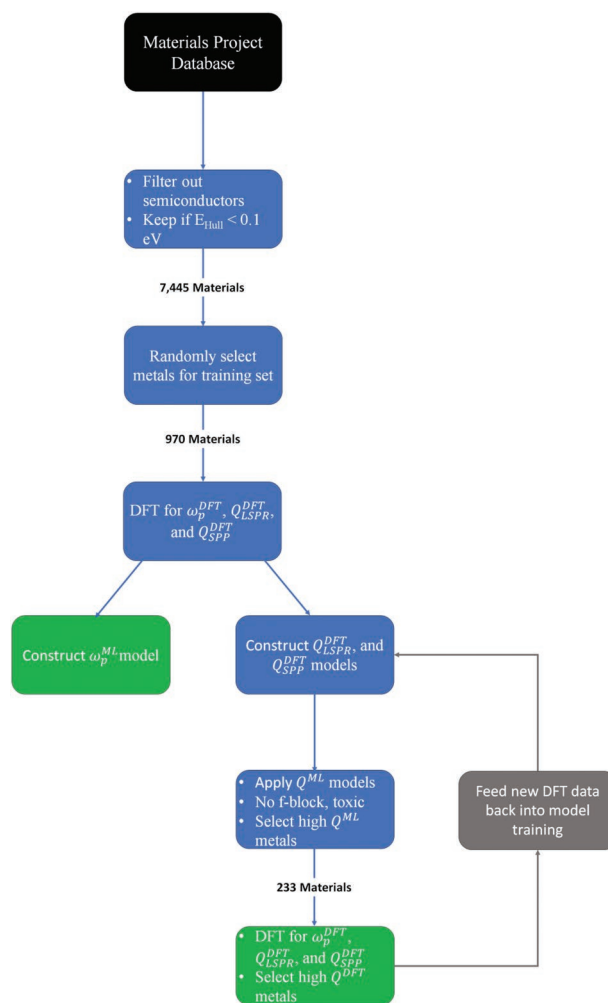 Materials Project
Database
• Filter out
semiconductors
• Keep if E_Hull < 0.1
eV
7,445 Materials
Randomly select
metals for training set
970 Materials
DFT for ω_p^DFT, Q_LSPR^DFT,
and Q_SPP^DFT
Construct ω_p^ML model
Construct Q_LSPR^DFT, and
Q_SPP^DFT models
• Apply Q^ML models
• No f-block, toxic
• Select high Q^ML
metals
Feed new DFT data
back into model
training
233 Materials
• DFT for ω_p^DFT,
Q_LSPR^DFT, and Q_SPP^DFT
• Select high Q^DFT
metals